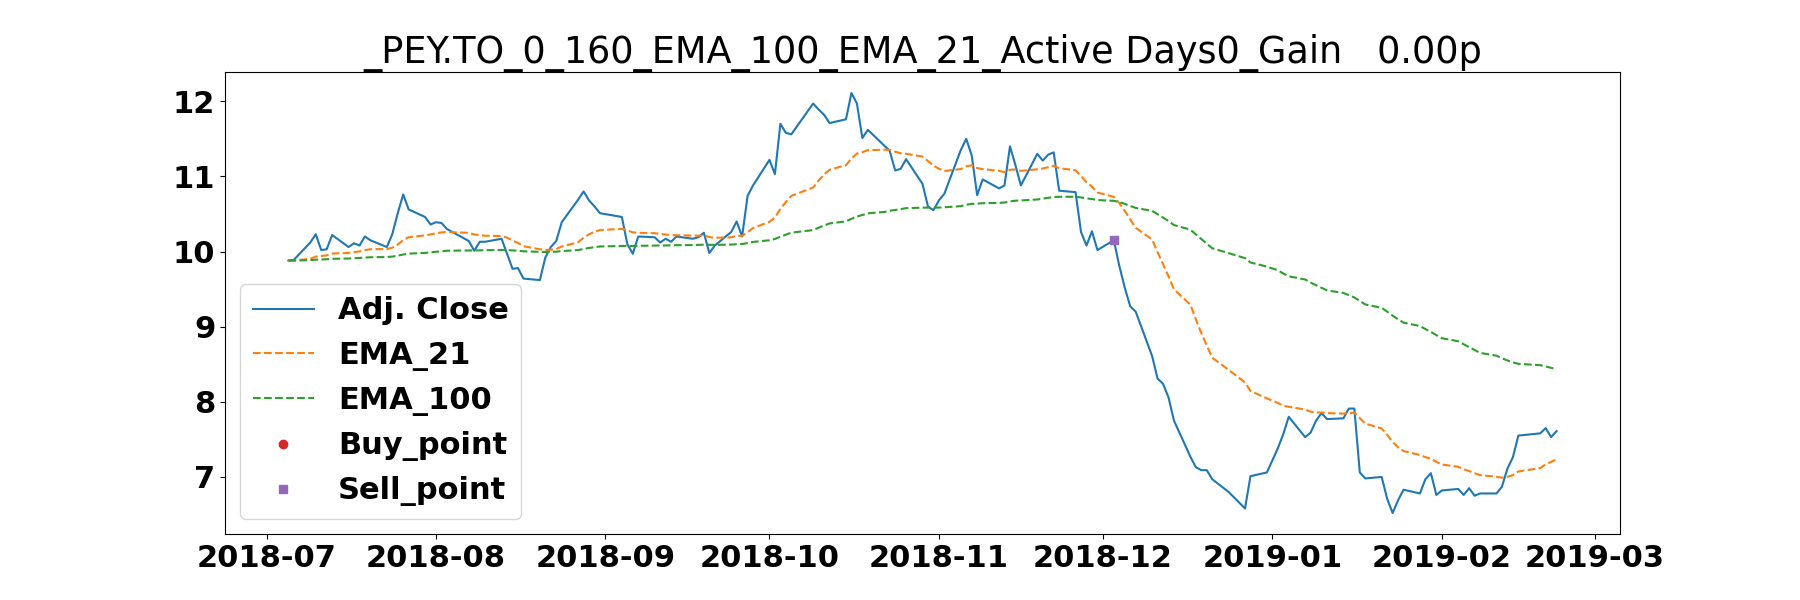 _PEY.TO_0_160_EMA_100_EMA_21_Active Days0_Gain   0.00p
12
11
10
9
8
7
Adj. Close
EMA_21
EMA_100
Buy_point
Sell_point
2018-07 2018-08 2018-09 2018-10 2018-11 2018-12 2019-01 2019-02 2019-03